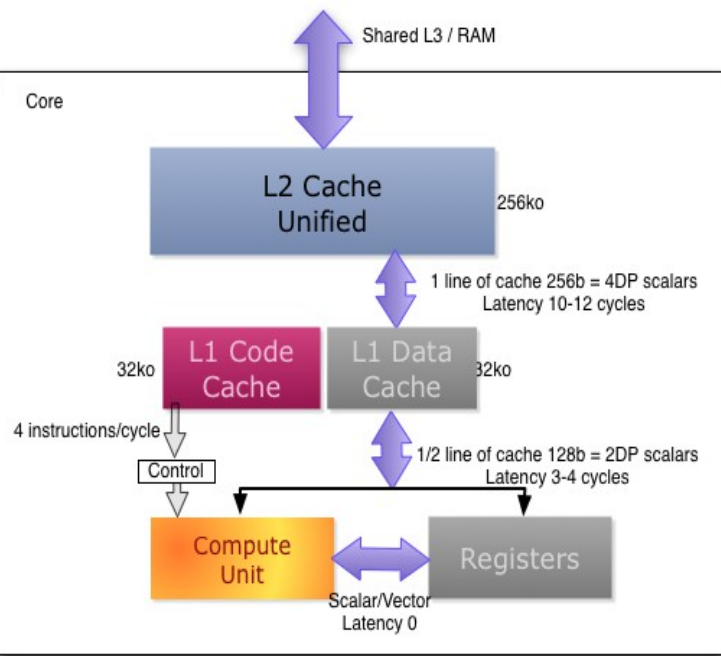 Shared L3 / RAM
Core
L2 Cache
Unified
256ko
1 line of cache 256b = 4DP scalars
Latency 10-12 cycles
L1 Code
Cache
L1 Data
Cache
32ko
32ko
4 instructions/cycle
Control
1/2 line of cache 128b = 2DP scalars
Latency 3-4 cycles
Compute
Unit
Registers
Scalar/Vector
Latency 0